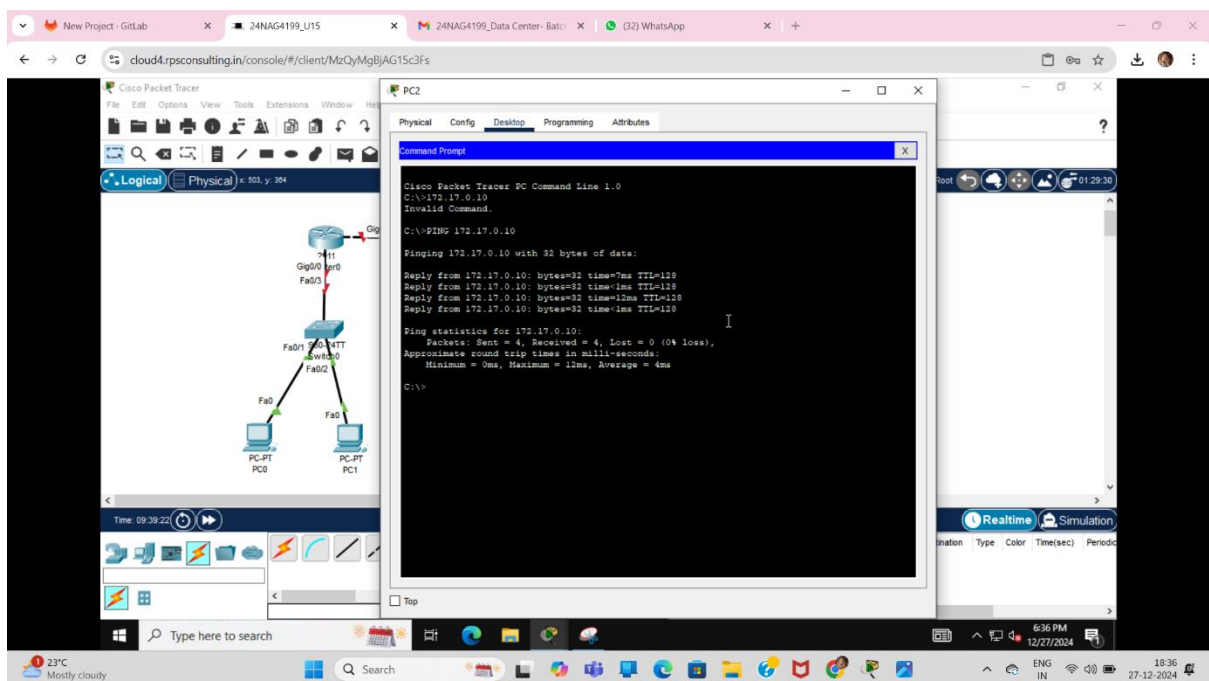 New Project - GitLab
24NAG4199_U15
24NAG4199_Data Center- Batc
(32) WhatsApp
cloud4.rpsconsulting.in/console/#/client/MzQyMgBjAG15c3Fs
Cisco Packet Tracer
File Edit Options View Tools Extensions Window Hel
PC2
Physical Config Desktop Programming Attributes
Command Prompt
X
Logical Physical x: 503, y: 364
Root 01:29:30
Cisco Packet Tracer PC Command Line 1.0
C:\>172.17.0.10
Invalid Command.
C:\>PING 172.17.0.10
Pinging 172.17.0.10 with 32 bytes of data:
Reply from 172.17.0.10: bytes=32 time=7ms TTL=128
Reply from 172.17.0.10: bytes=32 time<1ms TTL=128
Reply from 172.17.0.10: bytes=32 time=12ms TTL=128
Reply from 172.17.0.10: bytes=32 time<1ms TTL=128
Ping statistics for 172.17.0.10:
Packets: Sent = 4, Received = 4, Lost = 0 (0% loss),
Approximate round trip times in milli-seconds:
Minimum = 0ms, Maximum = 12ms, Average = 4ms
C:\>
Gig
Gig0/0
Fa0/3
Fa0/1
Fa0/2
Fa0
Fa0
PC-PT
PC0
PC-PT
PC1
Time: 09:39:22
Realtime Simulation
ination Type Color Time(sec) Periodic
Top
Type here to search
6:36 PM
12/27/2024
23°C
Mostly cloudy
Search
ENG
IN
18:36
27-12-2024